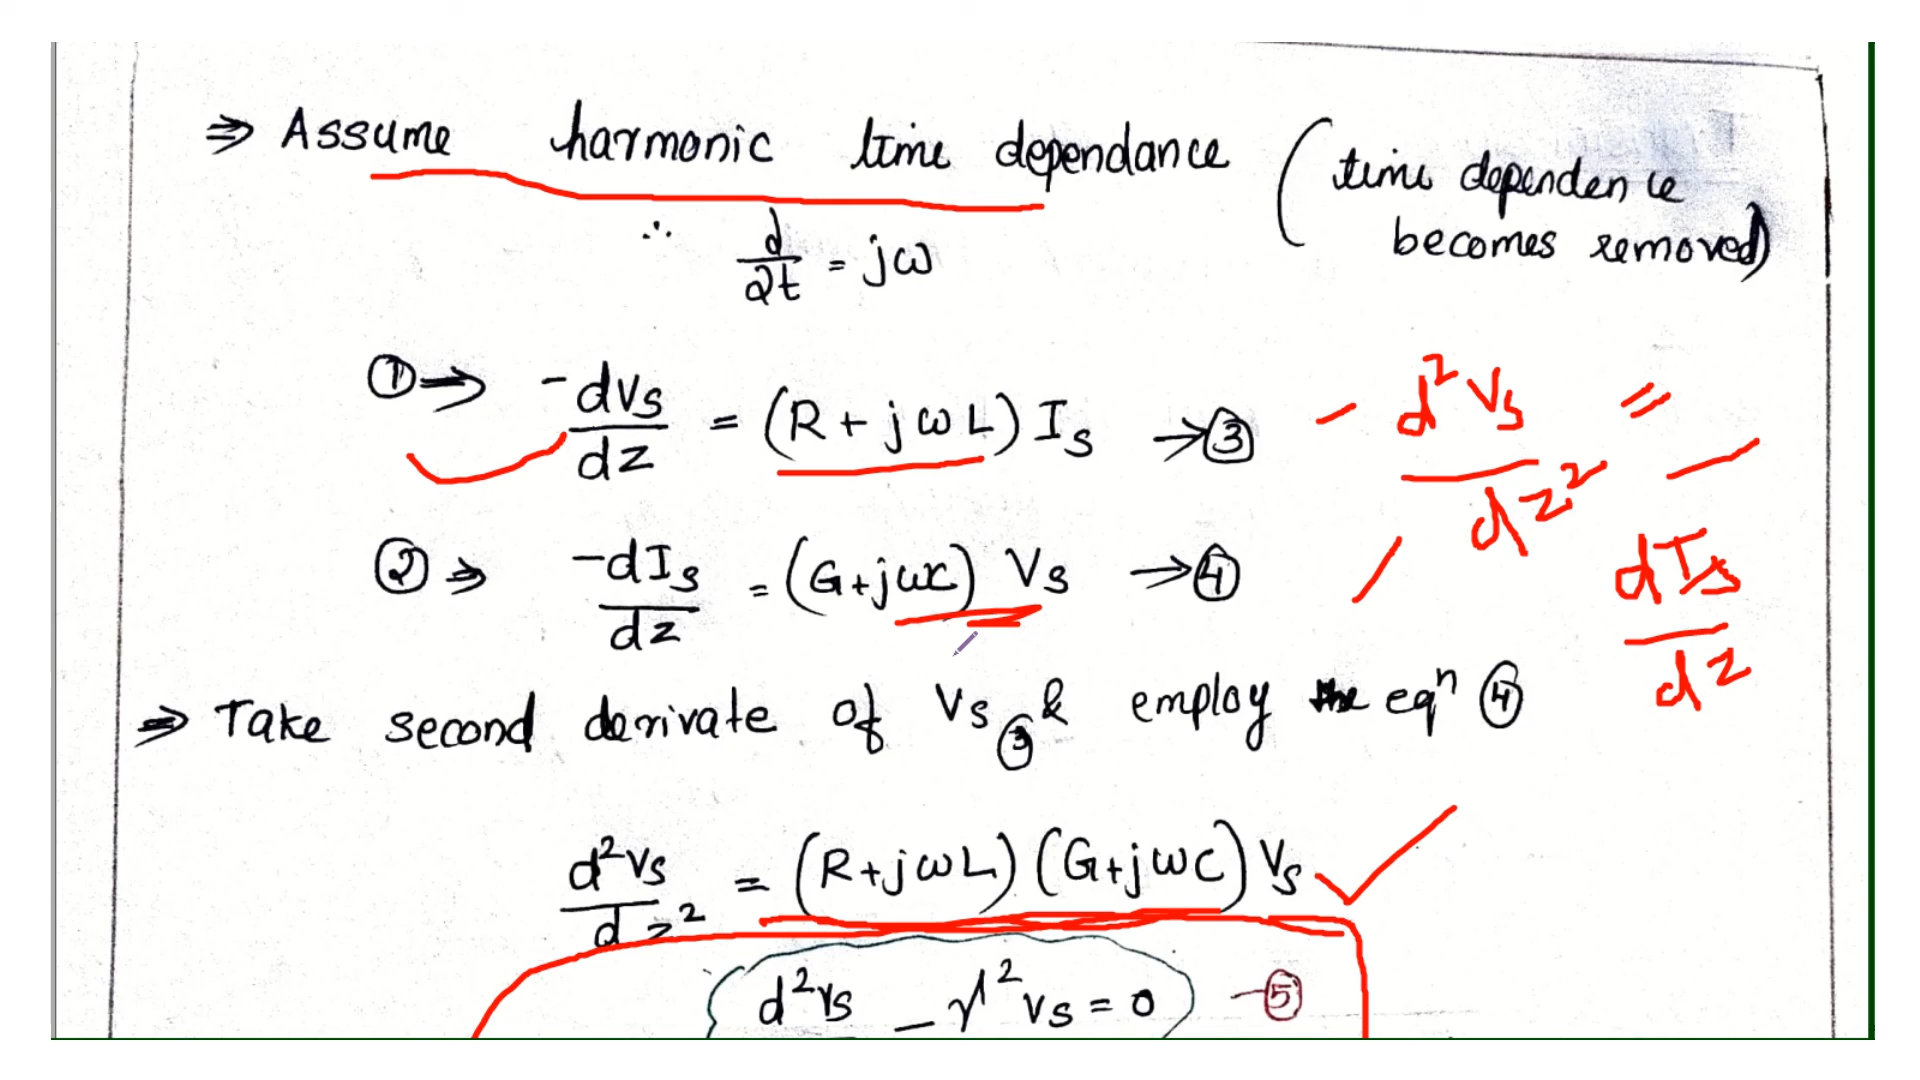 ⇒ Assume harmonic time dependance (time dependence
becomes removed)
∴ d/∂t = jω
① ⇒ -dVs/dz = (R + jωL) Is → ③
- d²Vs/dz² = -
② ⇒ -dIs/dz = (G+jωc) Vs → ④
dIs/dz
⇒ Take second derivate of Vs ③ & employ the eqⁿ ④
d²Vs/dz² = (R+jωL) (G+jωC) Vs
d²Vs - γ² Vs = 0 - ⑤